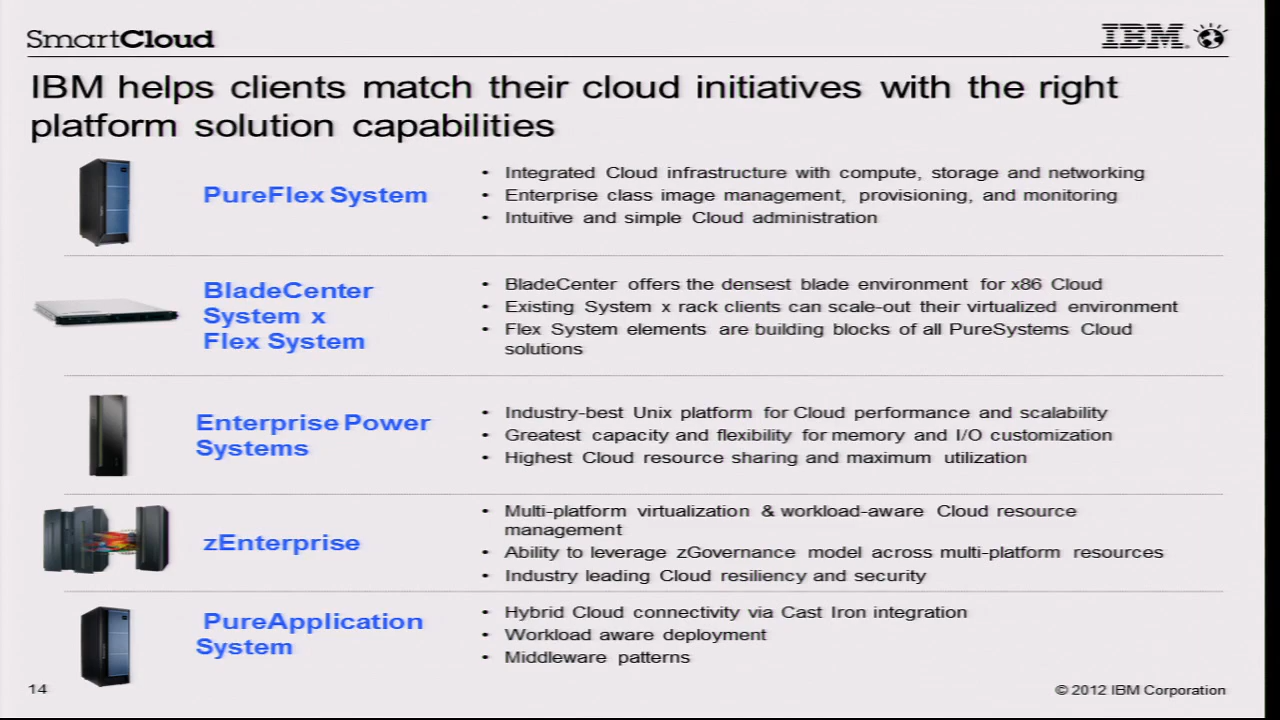 SmartCloud
IBM
IBM helps clients match their cloud initiatives with the right
platform solution capabilities
PureFlex System
• Integrated Cloud infrastructure with compute, storage and networking
• Enterprise class image management, provisioning, and monitoring
• Intuitive and simple Cloud administration
BladeCenter
System x
Flex System
• BladeCenter offers the densest blade environment for x86 Cloud
• Existing System x rack clients can scale-out their virtualized environment
• Flex System elements are building blocks of all PureSystems Cloud
solutions
Enterprise Power
Systems
• Industry-best Unix platform for Cloud performance and scalability
• Greatest capacity and flexibility for memory and I/O customization
• Highest Cloud resource sharing and maximum utilization
zEnterprise
• Multi-platform virtualization & workload-aware Cloud resource
management
• Ability to leverage zGovernance model across multi-platform resources
• Industry leading Cloud resiliency and security
PureApplication
System
• Hybrid Cloud connectivity via Cast Iron integration
• Workload aware deployment
• Middleware patterns
14
© 2012 IBM Corporation